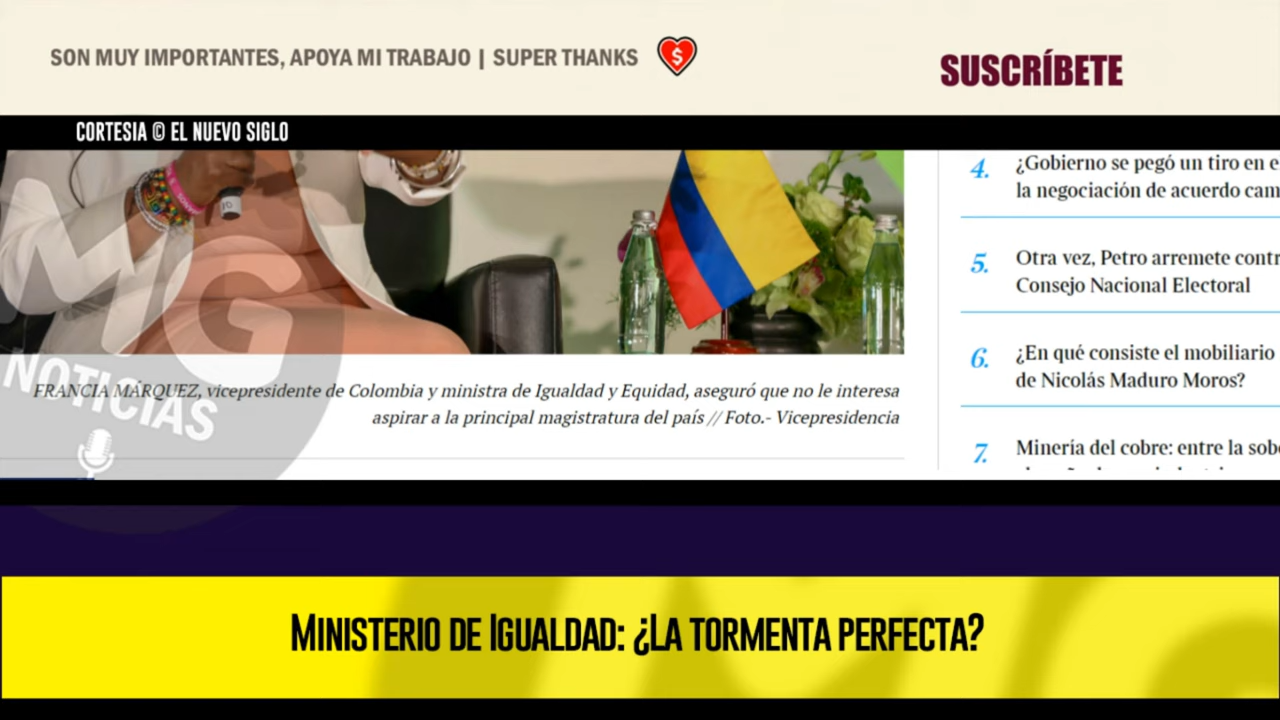 SON MUY IMPORTANTES, APOYA MI TRABAJO | SUPER THANKS
SUSCRÍBETE
CORTESIA © EL NUEVO SIGLO
4. ¿Gobierno se pegó un tiro en e
la negociación de acuerdo cam
5. Otra vez, Petro arremete contr
Consejo Nacional Electoral
6. ¿En qué consiste el mobiliario
de Nicolás Maduro Moros?
7. Minería del cobre: entre la sob
MG
NOTICIAS
FRANCIA MÁRQUEZ, vicepresidente de Colombia y ministra de Igualdad y Equidad, aseguró que no le interesa
aspirar a la principal magistratura del país // Foto.- Vicepresidencia
MINISTERIO DE IGUALDAD: ¿LA TORMENTA PERFECTA?